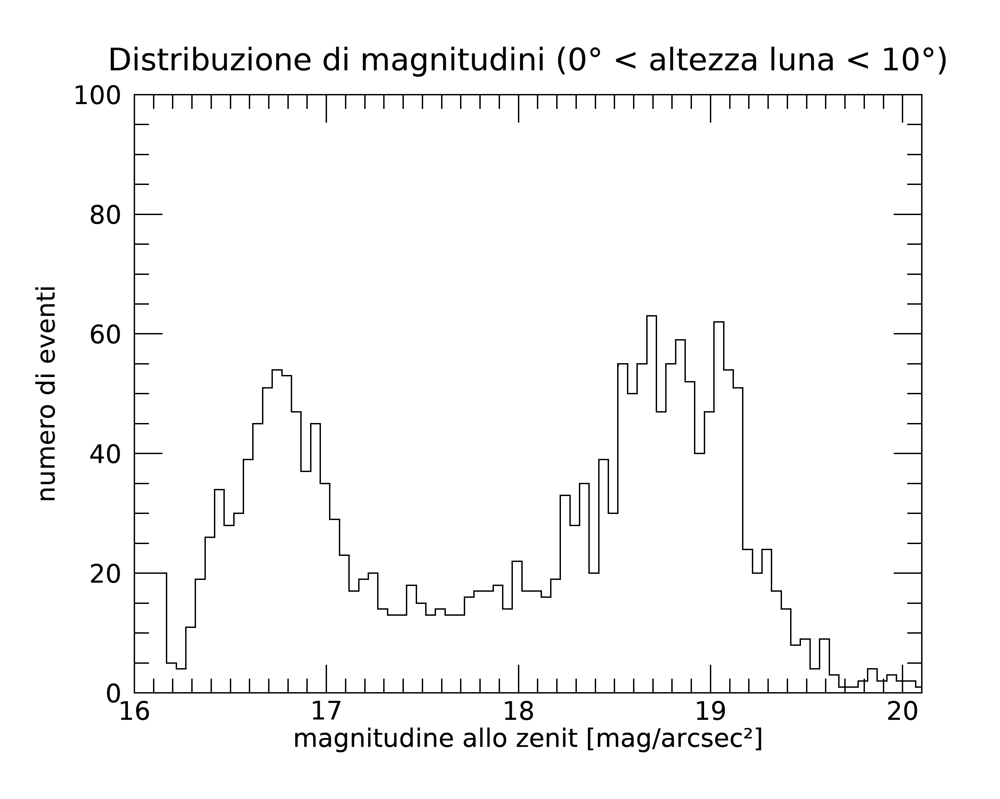 Distribuzione di magnitudini (0° < altezza luna < 10°)
100
80
60
40
20
0
numero di eventi
16 17 18 19 20
magnitudine allo zenit [mag/arcsec²]